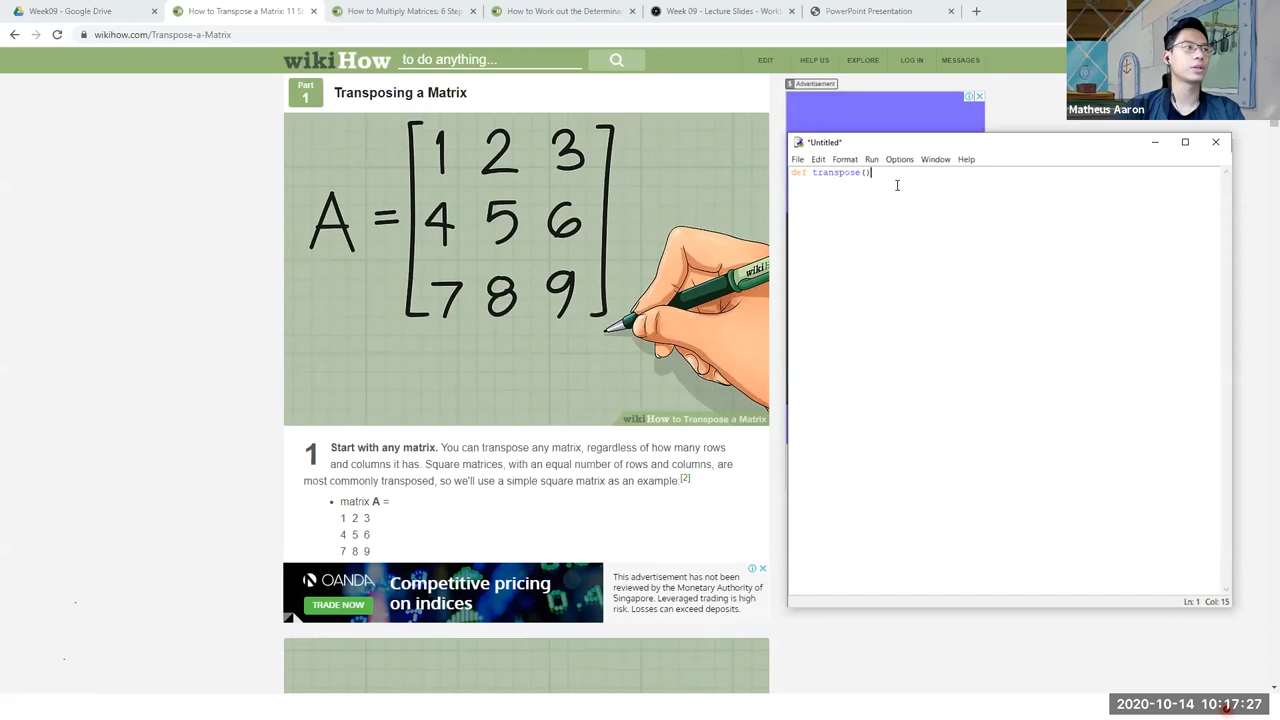 Week09 - Google Drive
How to Transpose a Matrix: 11 S
How to Multiply Matrices: 6 Step
How to Work out the Determina
Week 09 - Lecture Slides - Work
PowerPoint Presentation
wikihow.com/Transpose-a-Matrix
wikiHow
to do anything...
EDIT
HELP US
EXPLORE
LOG IN
MESSAGES
Part
1
Transposing a Matrix
Advertisement
Matheus Aaron
A = 1 2 3
4 5 6
7 8 9
wikiHow to Transpose a Matrix
*Untitled*
File Edit Format Run Options Window Help
def transpose()
Ln: 1 Col: 15
1 Start with any matrix. You can transpose any matrix, regardless of how many rows
and columns it has. Square matrices, with an equal number of rows and columns, are
most commonly transposed, so we'll use a simple square matrix as an example.[2]
• matrix A =
1 2 3
4 5 6
7 8 9
OANDA
TRADE NOW
Competitive pricing
on indices
This advertisement has not been
reviewed by the Monetary Authority of
Singapore. Leveraged trading is high
risk. Losses can exceed deposits.
2020-10-14 10:17:27